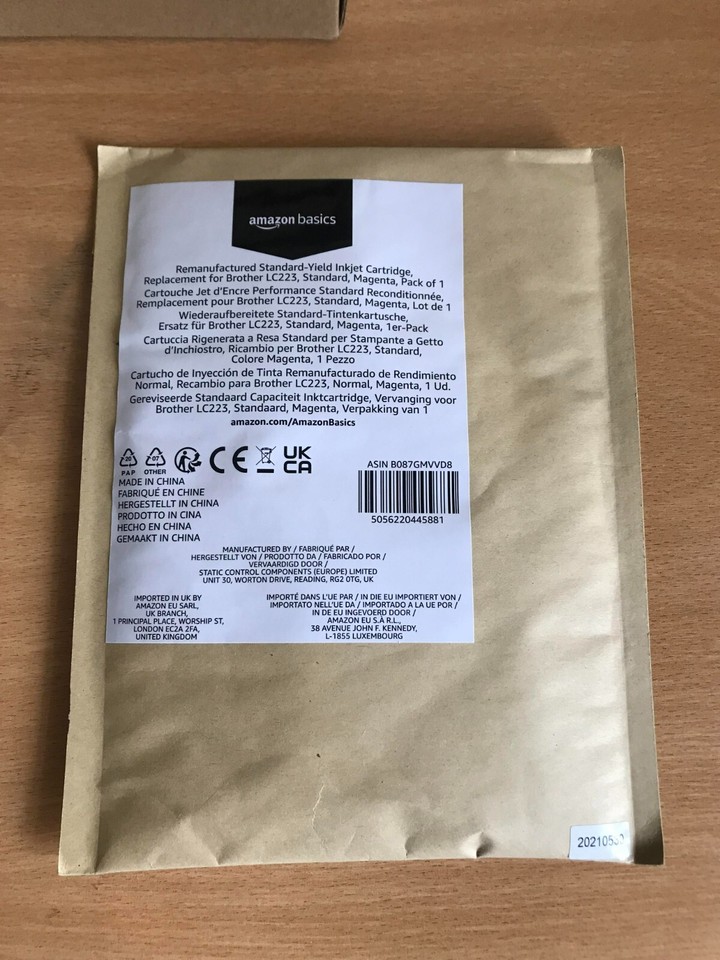 amazon basics
Remanufactured Standard-Yield Inkjet Cartridge,
Replacement for Brother LC223, Standard, Magenta, Pack of 1
Cartouche Jet d'Encre Performance Standard Reconditionnée,
Remplacement pour Brother LC223, Standard, Magenta, Lot de 1
Wiederaufbereitete Standard-Tintenkartusche,
Ersatz für Brother LC223, Standard, Magenta, 1er-Pack
Cartuccia Rigenerata a Resa Standard per Stampante a Getto
d'Inchiostro, Ricambio per Brother LC223, Standard,
Colore Magenta, 1 Pezzo
Cartucho de Inyección de Tinta Remanufacturado de Rendimiento
Normal, Recambio para Brother LC223, Normal, Magenta, 1 Ud.
Gereviseerde Standaard Capaciteit Inktcartridge, Vervanging voor
Brother LC223, Standaard, Magenta, Verpakking van 1
amazon.com/AmazonBasics
20
PAP
07
OTHER
CE
UK
CA
ASIN B087GMVVD8
5056220445881
MADE IN CHINA
FABRIQUÉ EN CHINE
HERGESTELLT IN CHINA
PRODOTTO IN CINA
HECHO EN CHINA
GEMAAKT IN CHINA
MANUFACTURED BY / FABRIQUÉ PAR /
HERGESTELLT VON / PRODOTTO DA / FABRICADO POR /
VERVAARDIGD DOOR /
STATIC CONTROL COMPONENTS (EUROPE) LIMITED
UNIT 30, WORTON DRIVE, READING, RG2 0TG, UK
IMPORTED IN UK BY
AMAZON EU SARL,
UK BRANCH,
1 PRINCIPAL PLACE, WORSHIP ST,
LONDON EC2A 2FA,
UNITED KINGDOM
IMPORTÉ DANS L'UE PAR / IN DIE EU IMPORTIERT VON /
IMPORTATO NELL'UE DA / IMPORTADO A LA UE POR /
IN DE EU INGEVOERD DOOR /
AMAZON EU S.À R.L.,
38 AVENUE JOHN F. KENNEDY,
L-1855 LUXEMBOURG